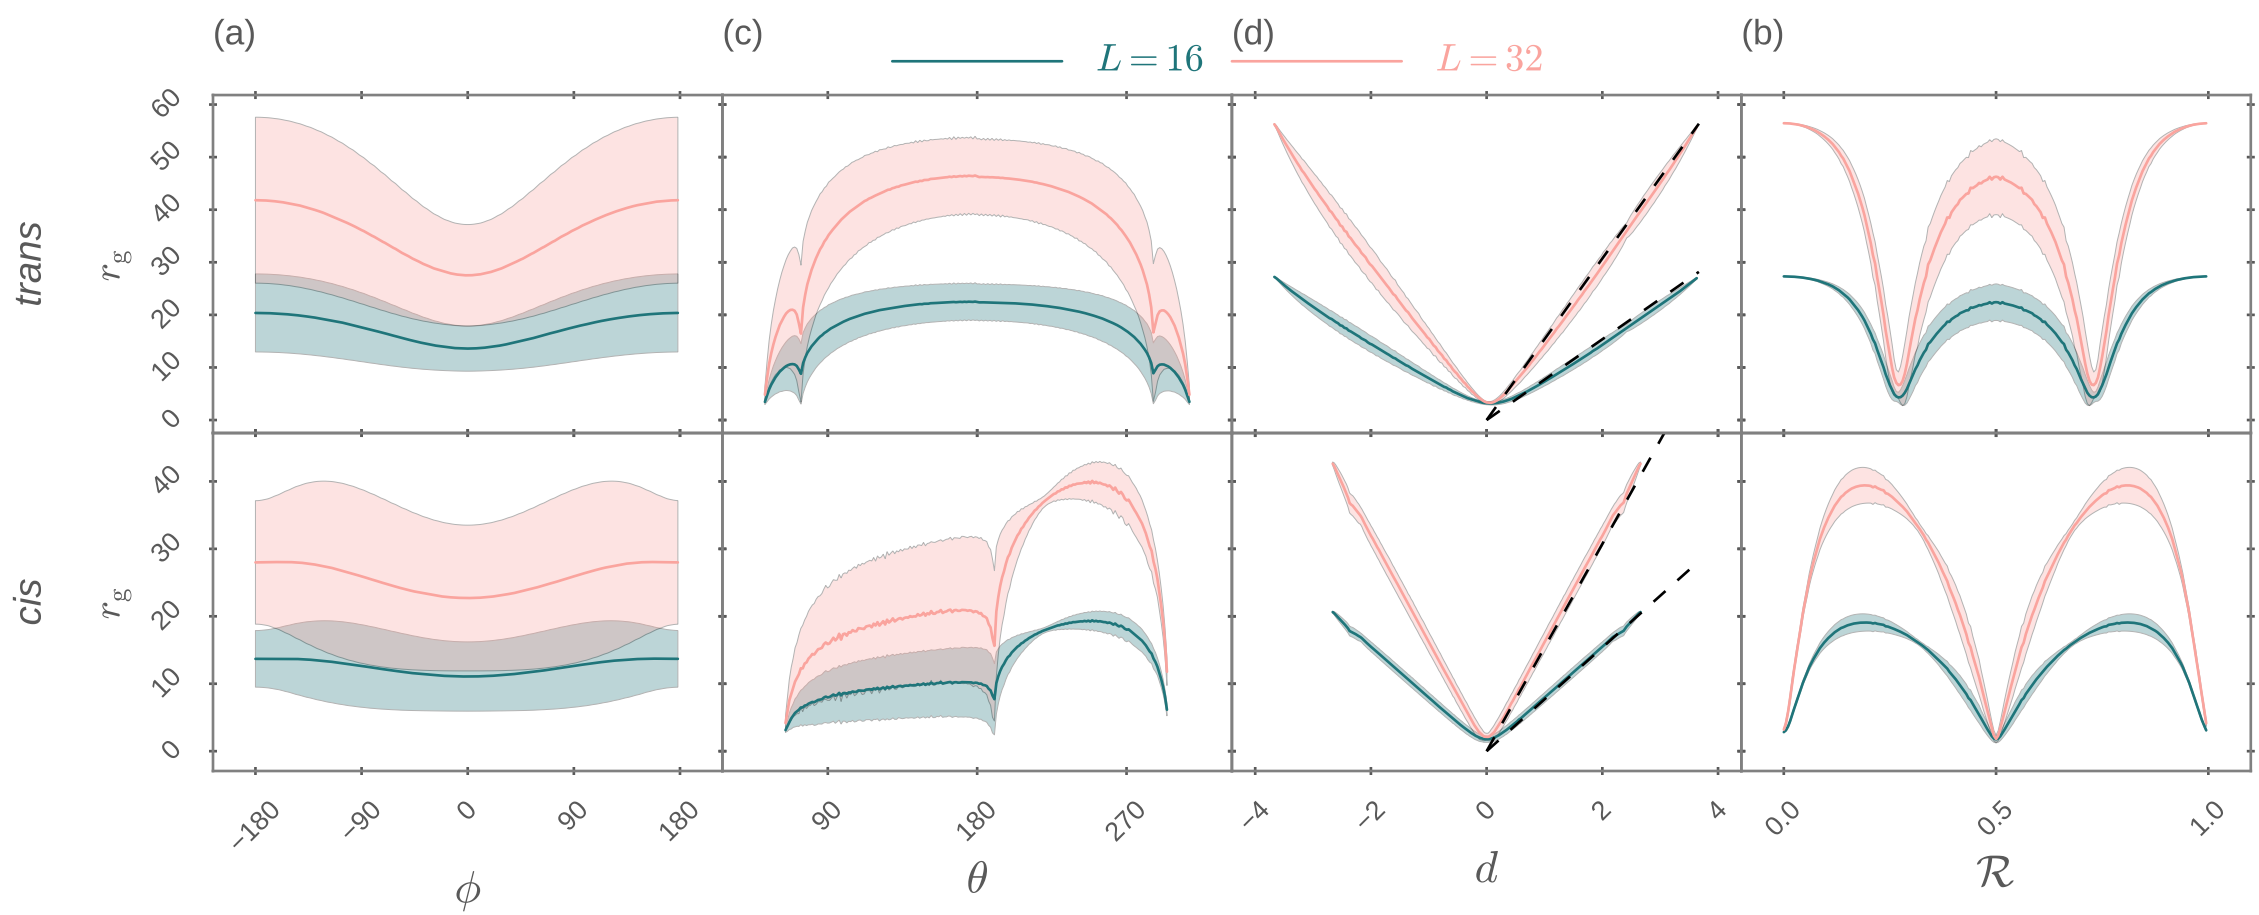 (a) (c) (d) (b)
L = 16 L = 32
trans
r_g
60
50
40
30
20
10
0
cis
r_g
40
30
20
10
0
−180 −90 0 90 180
90 180 270
−4 −2 0 2 4
0.0 0.5 1.0
ϕ θ d ℛ